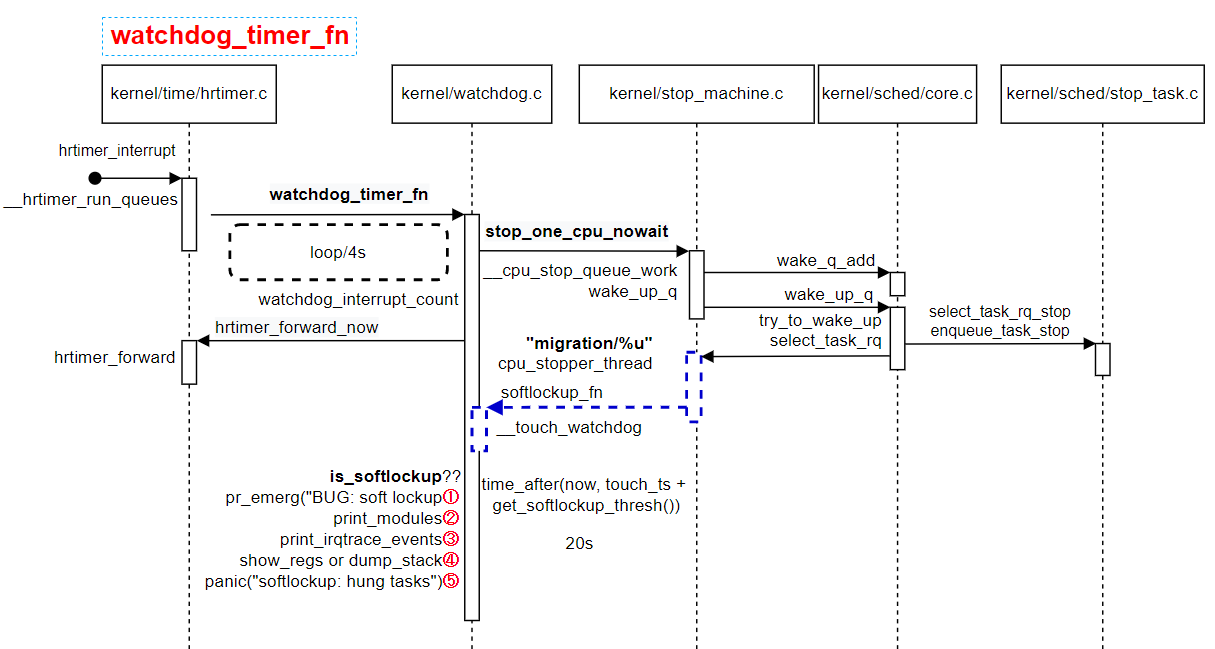 watchdog_timer_fn
kernel/time/hrtimer.c
kernel/watchdog.c
kernel/stop_machine.c
kernel/sched/core.c
kernel/sched/stop_task.c
hrtimer_interrupt
__hrtimer_run_queues
watchdog_timer_fn
loop/4s
stop_one_cpu_nowait
__cpu_stop_queue_work
wake_up_q
wake_q_add
wake_up_q
try_to_wake_up
select_task_rq
select_task_rq_stop
enqueue_task_stop
watchdog_interrupt_count
hrtimer_forward_now
hrtimer_forward
"migration/%u"
cpu_stopper_thread
softlockup_fn
__touch_watchdog
is_softlockup??
pr_emerg("BUG: soft lockup①
print_modules②
print_irqtrace_events③
show_regs or dump_stack④
panic("softlockup: hung tasks")⑤
time_after(now, touch_ts +
get_softlockup_thresh())
20s